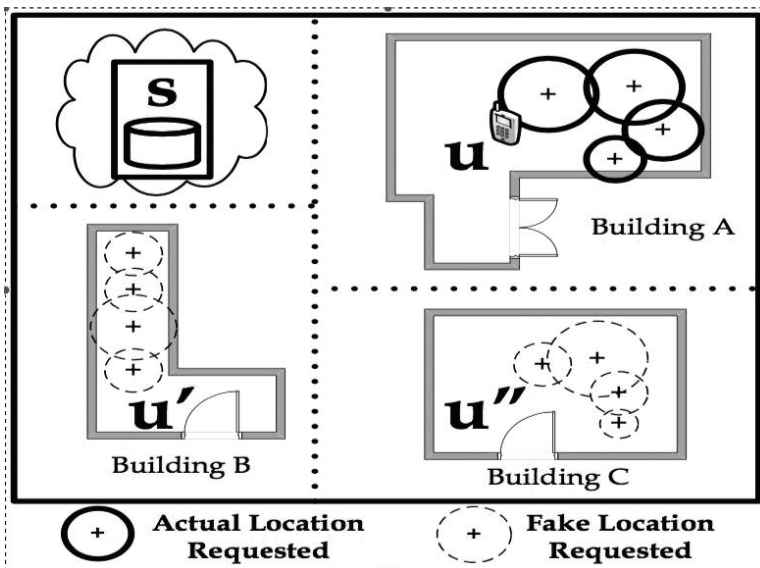 s
u
Building A
u′
Building B
u″
Building C
Actual Location
Requested
Fake Location
Requested